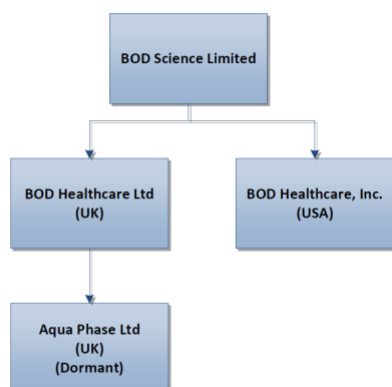 BOD Science Limited
BOD Healthcare Ltd
(UK)
BOD Healthcare, Inc.
(USA)
Aqua Phase Ltd
(UK)
(Dormant)